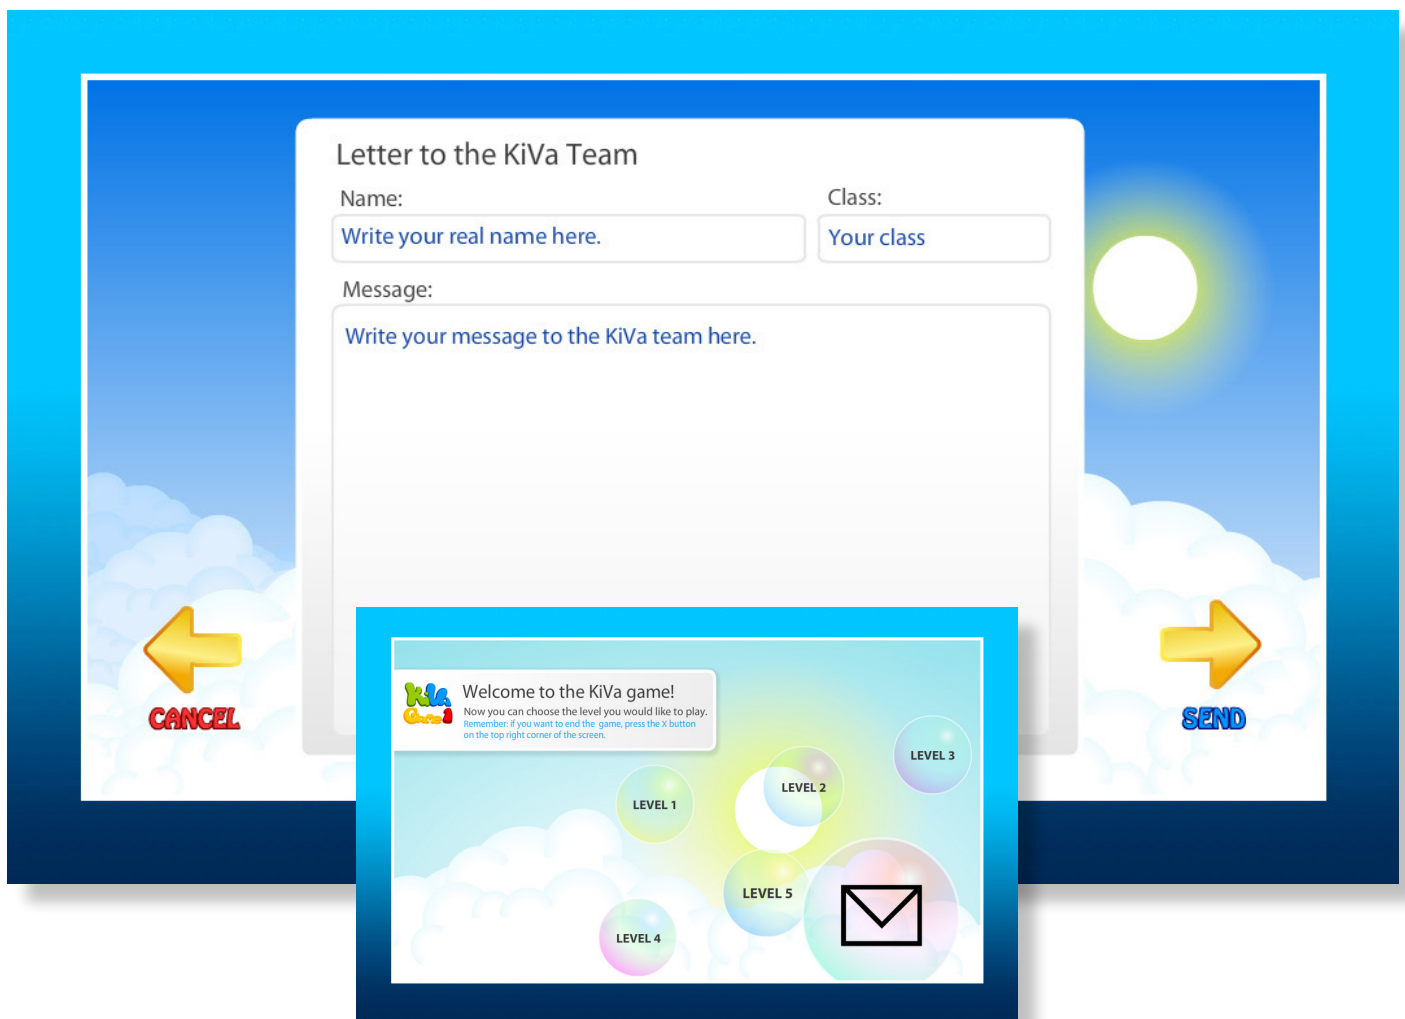 Letter to the KiVa Team
Name:
Class:
Write your real name here.
Your class
Message:
Write your message to the KiVa team here.
CANCEL
SEND
KiVa
Game 1
Welcome to the KiVa game!
Now you can choose the level you would like to play.
Remember: if you want to end the game, press the X button
on the top right corner of the screen.
LEVEL 3
LEVEL 2
LEVEL 1
LEVEL 5
LEVEL 4